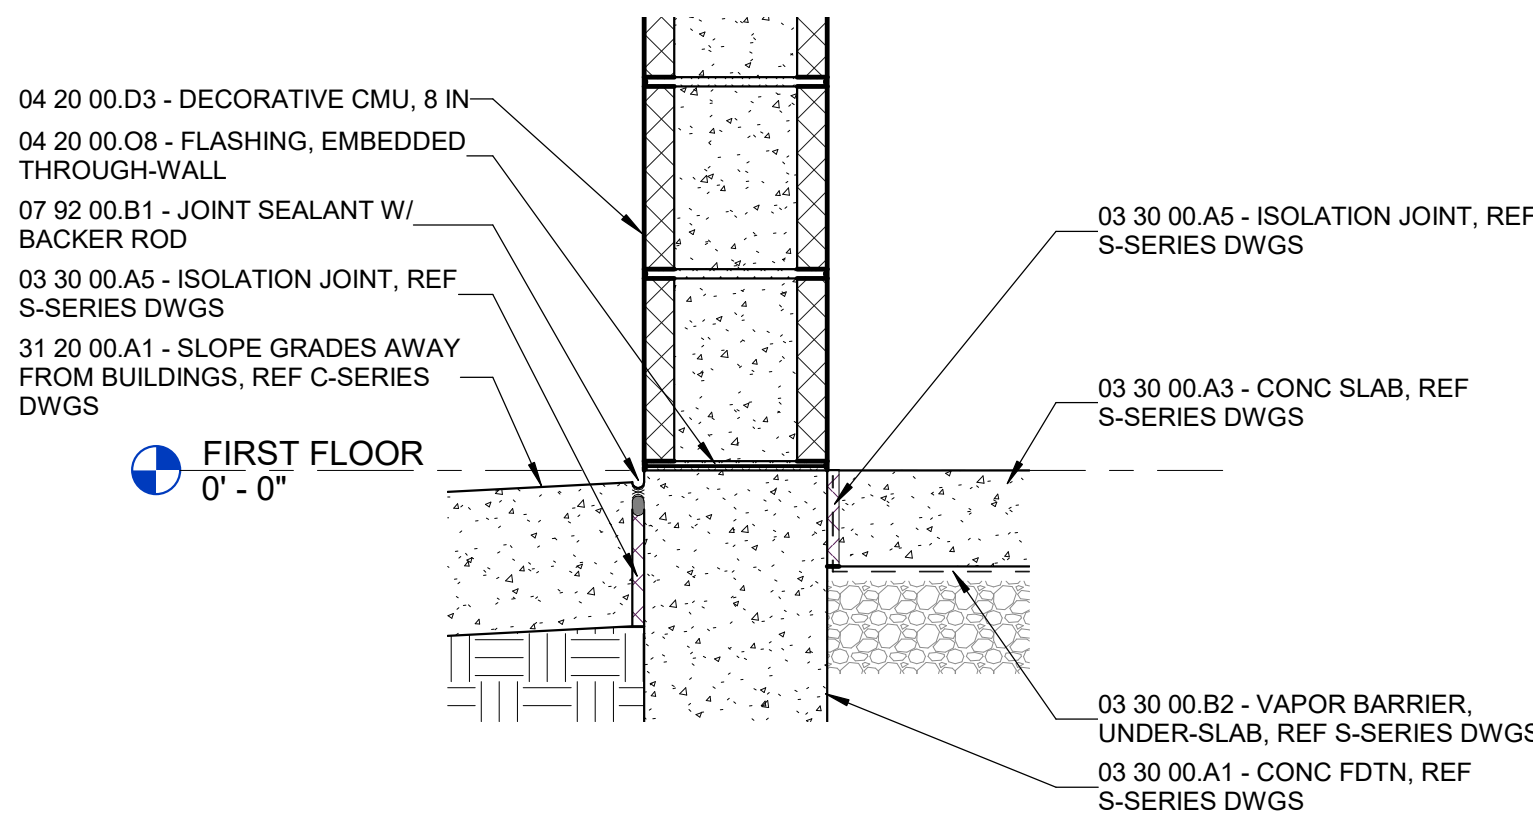 04 20 00.D3 - DECORATIVE CMU, 8 IN
04 20 00.O8 - FLASHING, EMBEDDED
THROUGH-WALL
07 92 00.B1 - JOINT SEALANT W/
BACKER ROD
03 30 00.A5 - ISOLATION JOINT, REF
S-SERIES DWGS
31 20 00.A1 - SLOPE GRADES AWAY
FROM BUILDINGS, REF C-SERIES
DWGS
FIRST FLOOR
0' - 0"
03 30 00.A5 - ISOLATION JOINT, REF
S-SERIES DWGS
03 30 00.A3 - CONC SLAB, REF
S-SERIES DWGS
03 30 00.B2 - VAPOR BARRIER,
UNDER-SLAB, REF S-SERIES DWGS
03 30 00.A1 - CONC FDTN, REF
S-SERIES DWGS